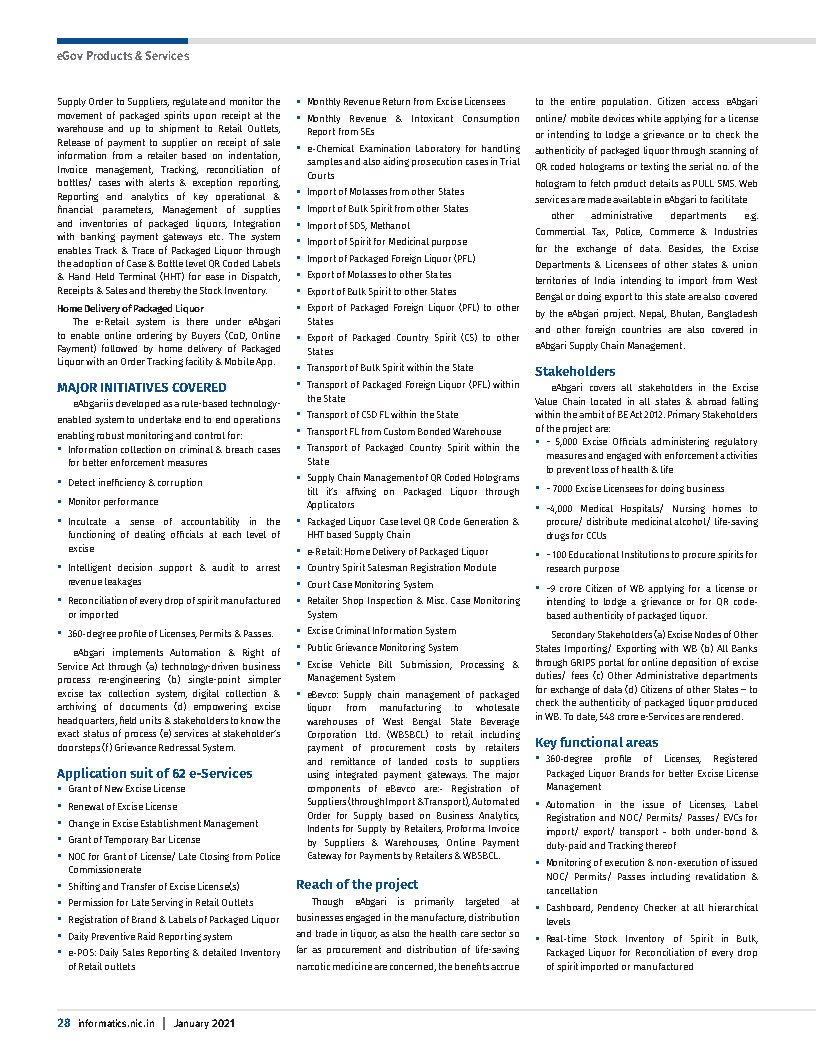 eGov Products & Services
Supply Order to Suppliers, regulate and monitor the
movement of packaged spirits upon receipt at the
warehouse and up to shipment to Retail Outlets,
Release of payment to supplier on receipt of sale
information from a retailer based on indentation,
Invoice management, Tracking, reconciliation of
bottles/ cases with alerts & exception reporting,
Reporting and analytics of key operational &
financial parameters, Management of supplies
and inventories of packaged liquors, Integration
with banking payment gateways etc. The system
enables Track & Trace of Packaged Liquor through
the adoption of Case & Bottle level QR Coded Labels
& Hand Held Terminal (HHT) for ease in Dispatch,
Receipts & Sales and thereby the Stock Inventory.
Home Delivery of Packaged Liquor
The e-Retail system is there under eAbgari
to enable online ordering by Buyers (CoD, Online
Payment) followed by home delivery of Packaged
Liquor with an Order Tracking facility & Mobile App.
MAJOR INITIATIVES COVERED
eAbgari is developed as a rule-based technology-
enabled system to undertake end to end operations
enabling robust monitoring and control for:
• Information collection on criminal & breach cases
for better enforcement measures
• Detect inefficiency & corruption
• Monitor performance
• Inculcate a sense of accountability in the
functioning of dealing officials at each level of
excise
• Intelligent decision support & audit to arrest
revenue leakages
• Reconciliation of every drop of spirit manufactured
or imported
• 360-degree profile of Licenses, Permits & Passes.
eAbgari implements Automation & Right of
Service Act through (a) technology-driven business
process re-engineering (b) single-point simpler
excise tax collection system, digital collection &
archiving of documents (d) empowering excise
headquarters, field units & stakeholders to know the
exact status of process (e) services at stakeholder's
doorsteps (f) Grievance Redressal System.
Application suit of 62 e-Services
• Grant of New Excise License
• Renewal of Excise License
• Change in Excise Establishment Management
• Grant of Temporary Bar License
• NOC for Grant of License/ Late Closing from Police
Commissionerate
• Shifting and Transfer of Excise License(s)
• Permission for Late Serving in Retail Outlets
• Registration of Brand & Labels of Packaged Liquor
• Daily Preventive Raid Reporting system
• e-POS: Daily Sales Reporting & detailed Inventory
of Retail outlets
• Monthly Revenue Return from Excise Licensees
• Monthly Revenue & Intoxicant Consumption
Report from SEs
• e-Chemical Examination Laboratory for handling
samples and also aiding prosecution cases in Trial
Courts
• Import of Molasses from other States
• Import of Bulk Spirit from other States
• Import of SDS, Methanol
• Import of Spirit for Medicinal purpose
• Import of Packaged Foreign Liquor (PFL)
• Export of Molasses to other States
• Export of Bulk Spirit to other States
• Export of Packaged Foreign Liquor (PFL) to other
States
• Export of Packaged Country Spirit (CS) to other
States
• Transport of Bulk Spirit within the State
• Transport of Packaged Foreign Liquor (PFL) within
the State
• Transport of CSD FL within the State
• Transport FL from Custom Bonded Warehouse
• Transport of Packaged Country Spirit within the
State
• Supply Chain Management of QR Coded Holograms
till it's affixing on Packaged Liquor through
Applicators
• Packaged Liquor Case level QR Code Generation &
HHT based Supply Chain
• e-Retail: Home Delivery of Packaged Liquor
• Country Spirit Salesman Registration Module
• Court Case Monitoring System
• Retailer Shop Inspection & Misc. Case Monitoring
System
• Excise Criminal Information System
• Public Grievance Monitoring System
• Excise Vehicle Bill Submission, Processing &
Management System
• eBevco: Supply chain management of packaged
liquor from manufacturing to wholesale
warehouses of West Bengal State Beverage
Corporation Ltd. (WBSBCL) to retail including
payment of procurement costs by retailers
and remittance of landed costs to suppliers
using integrated payment gateways. The major
components of eBevco are:- Registration of
Suppliers (through Import & Transport), Automated
Order for Supply based on Business Analytics,
Indents for Supply by Retailers, Proforma Invoice
by Suppliers & Warehouses, Online Payment
Gateway for Payments by Retailers & WBSBCL.
Reach of the project
Though eAbgari is primarily targeted at
businesses engaged in the manufacture, distribution
and trade in liquor, as also the health care sector so
far as procurement and distribution of life-saving
narcotic medicine are concerned, the benefits accrue
to the entire population. Citizen access eAbgari
online/ mobile devices while applying for a license
or intending to lodge a grievance or to check the
authenticity of packaged liquor through scanning of
QR coded holograms or texting the serial no. of the
hologram to fetch product details as PULL SMS. Web
services are made available in eAbgari to facilitate
other administrative departments e.g.
Commercial Tax, Police, Commerce & Industries
for the exchange of data. Besides, the Excise
Departments & Licensees of other states & union
territories of India intending to import from West
Bengal or doing export to this state are also covered
by the eAbgari project. Nepal, Bhutan, Bangladesh
and other foreign countries are also covered in
eAbgari Supply Chain Management.
Stakeholders
eAbgari covers all stakeholders in the Excise
Value Chain located in all states & abroad falling
within the ambit of BE Act 2012. Primary Stakeholders
of the project are:
• ~ 5,000 Excise Officials administering regulatory
measures and engaged with enforcement activities
to prevent loss of health & life
• ~ 7000 Excise Licensees for doing business
• ~4,000 Medical Hospitals/ Nursing homes to
procure/ distribute medicinal alcohol/ life-saving
drugs for CCUs
• ~ 100 Educational Institutions to procure spirits for
research purpose
• ~9 crore Citizen of WB applying for a license or
intending to lodge a grievance or for QR code-
based authenticity of packaged liquor.
Secondary Stakeholders (a) Excise Nodes of Other
States Importing/ Exporting with WB (b) All Banks
through GRIPS portal for online deposition of excise
duties/ fees (c) Other Administrative departments
for exchange of data (d) Citizens of other States – to
check the authenticity of packaged liquor produced
in WB. To date, 548 crore e-Services are rendered.
Key functional areas
• 360-degree profile of Licenses, Registered
Packaged Liquor Brands for better Excise License
Management
• Automation in the issue of Licenses, Label
Registration and NOC/ Permits/ Passes/ EVCs for
import/ export/ transport – both under-bond &
duty-paid and Tracking thereof
• Monitoring of execution & non-execution of issued
NOC/ Permits/ Passes including revalidation &
cancellation
• Dashboard, Pendency Checker at all hierarchical
levels
• Real-time Stock Inventory of Spirit in Bulk,
Packaged Liquor for Reconciliation of every drop
of spirit imported or manufactured
28 informatics.nic.in | January 2021